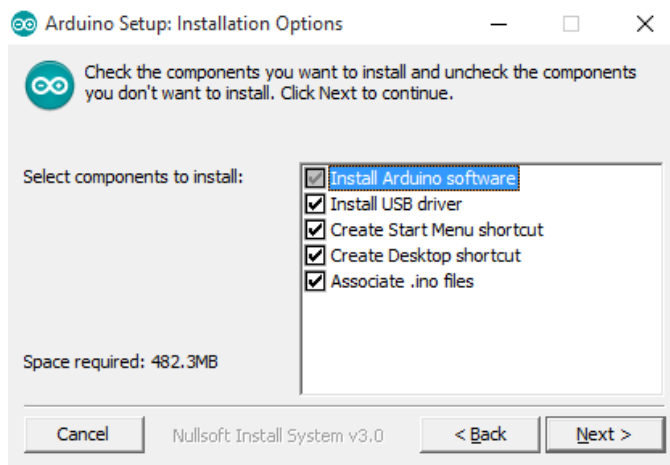 Arduino Setup: Installation Options
Check the components you want to install and uncheck the components
you don't want to install. Click Next to continue.
Select components to install:
Install Arduino software
Install USB driver
Create Start Menu shortcut
Create Desktop shortcut
Associate .ino files
Space required: 482.3MB
Cancel
Nullsoft Install System v3.0
< Back
Next >